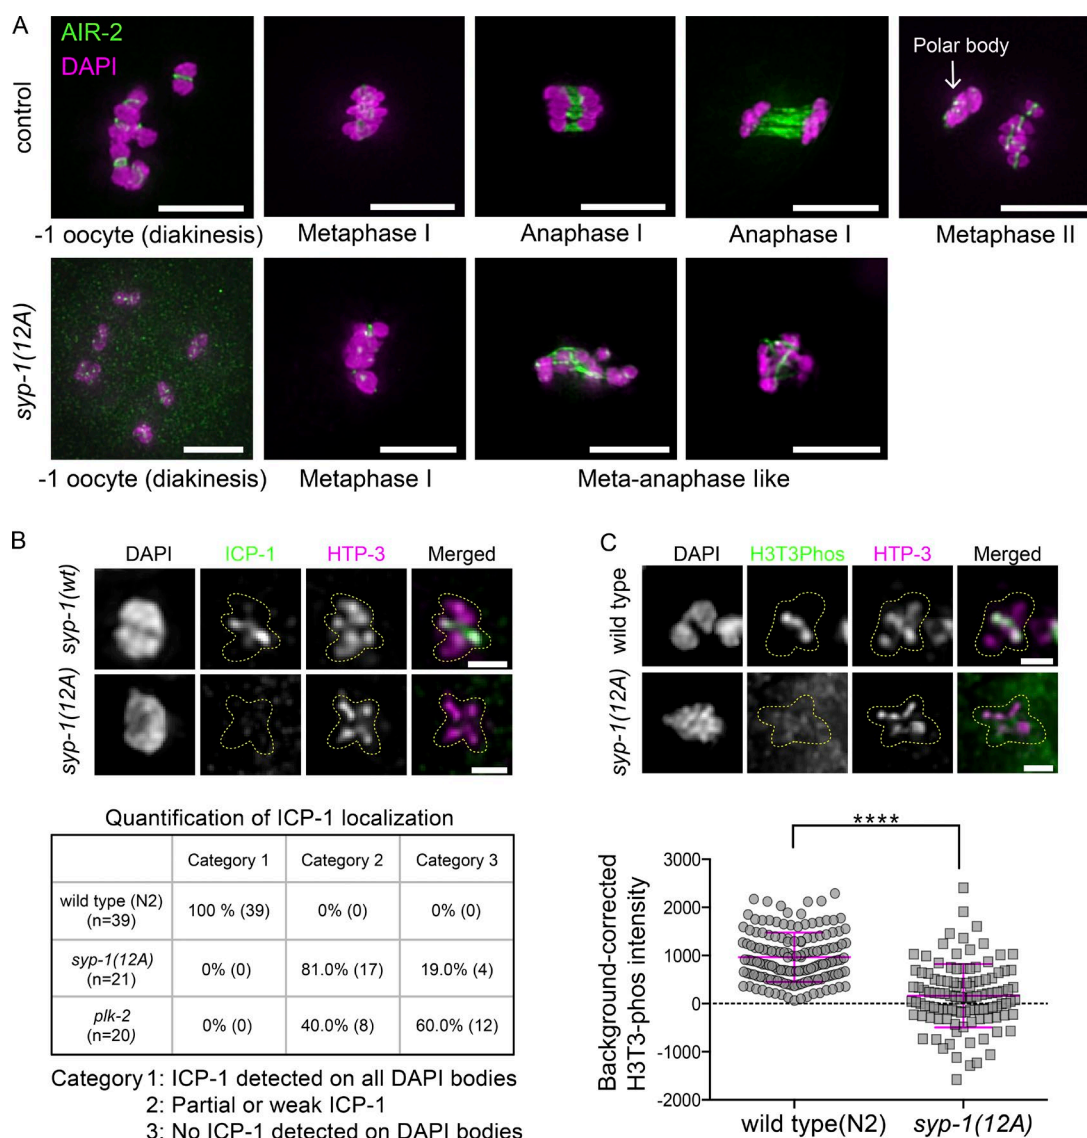 A
AIR-2
DAPI
control
Polar body
-1 oocyte (diakinesis)
Metaphase I
Anaphase I
Anaphase I
Metaphase II
syp-1(12A)
-1 oocyte (diakinesis)
Metaphase I
Meta-anaphase like
B
DAPI ICP-1 HTP-3 Merged
syp-1(wt)
syp-1(12A)
Quantification of ICP-1 localization
Category 1 Category 2 Category 3
wild type (N2)
(n=39)
100 % (39) 0% (0) 0% (0)
syp-1(12A)
(n=21)
0% (0) 81.0% (17) 19.0% (4)
plk-2
(n=20)
0% (0) 40.0% (8) 60.0% (12)
Category 1: ICP-1 detected on all DAPI bodies
2: Partial or weak ICP-1
3: No ICP-1 detected on DAPI bodies
C
DAPI H3T3Phos HTP-3 Merged
wild type
syp-1(12A)
****
Background-corrected
H3T3-phos intensity
3000
2000
1000
0
-1000
-2000
wild type(N2) syp-1(12A)